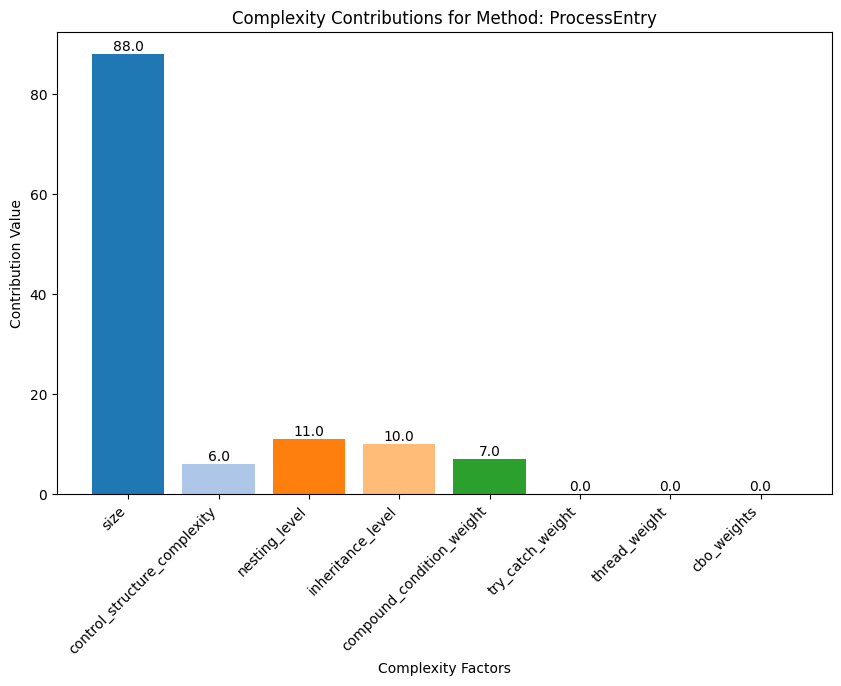 Complexity Contributions for Method: ProcessEntry
Contribution Value
80
60
40
20
0
88.0
6.0
11.0
10.0
7.0
0.0
0.0
0.0
size
control_structure_complexity
nesting_level
inheritance_level
compound_condition_weight
try_catch_weight
thread_weight
cbo_weights
Complexity Factors